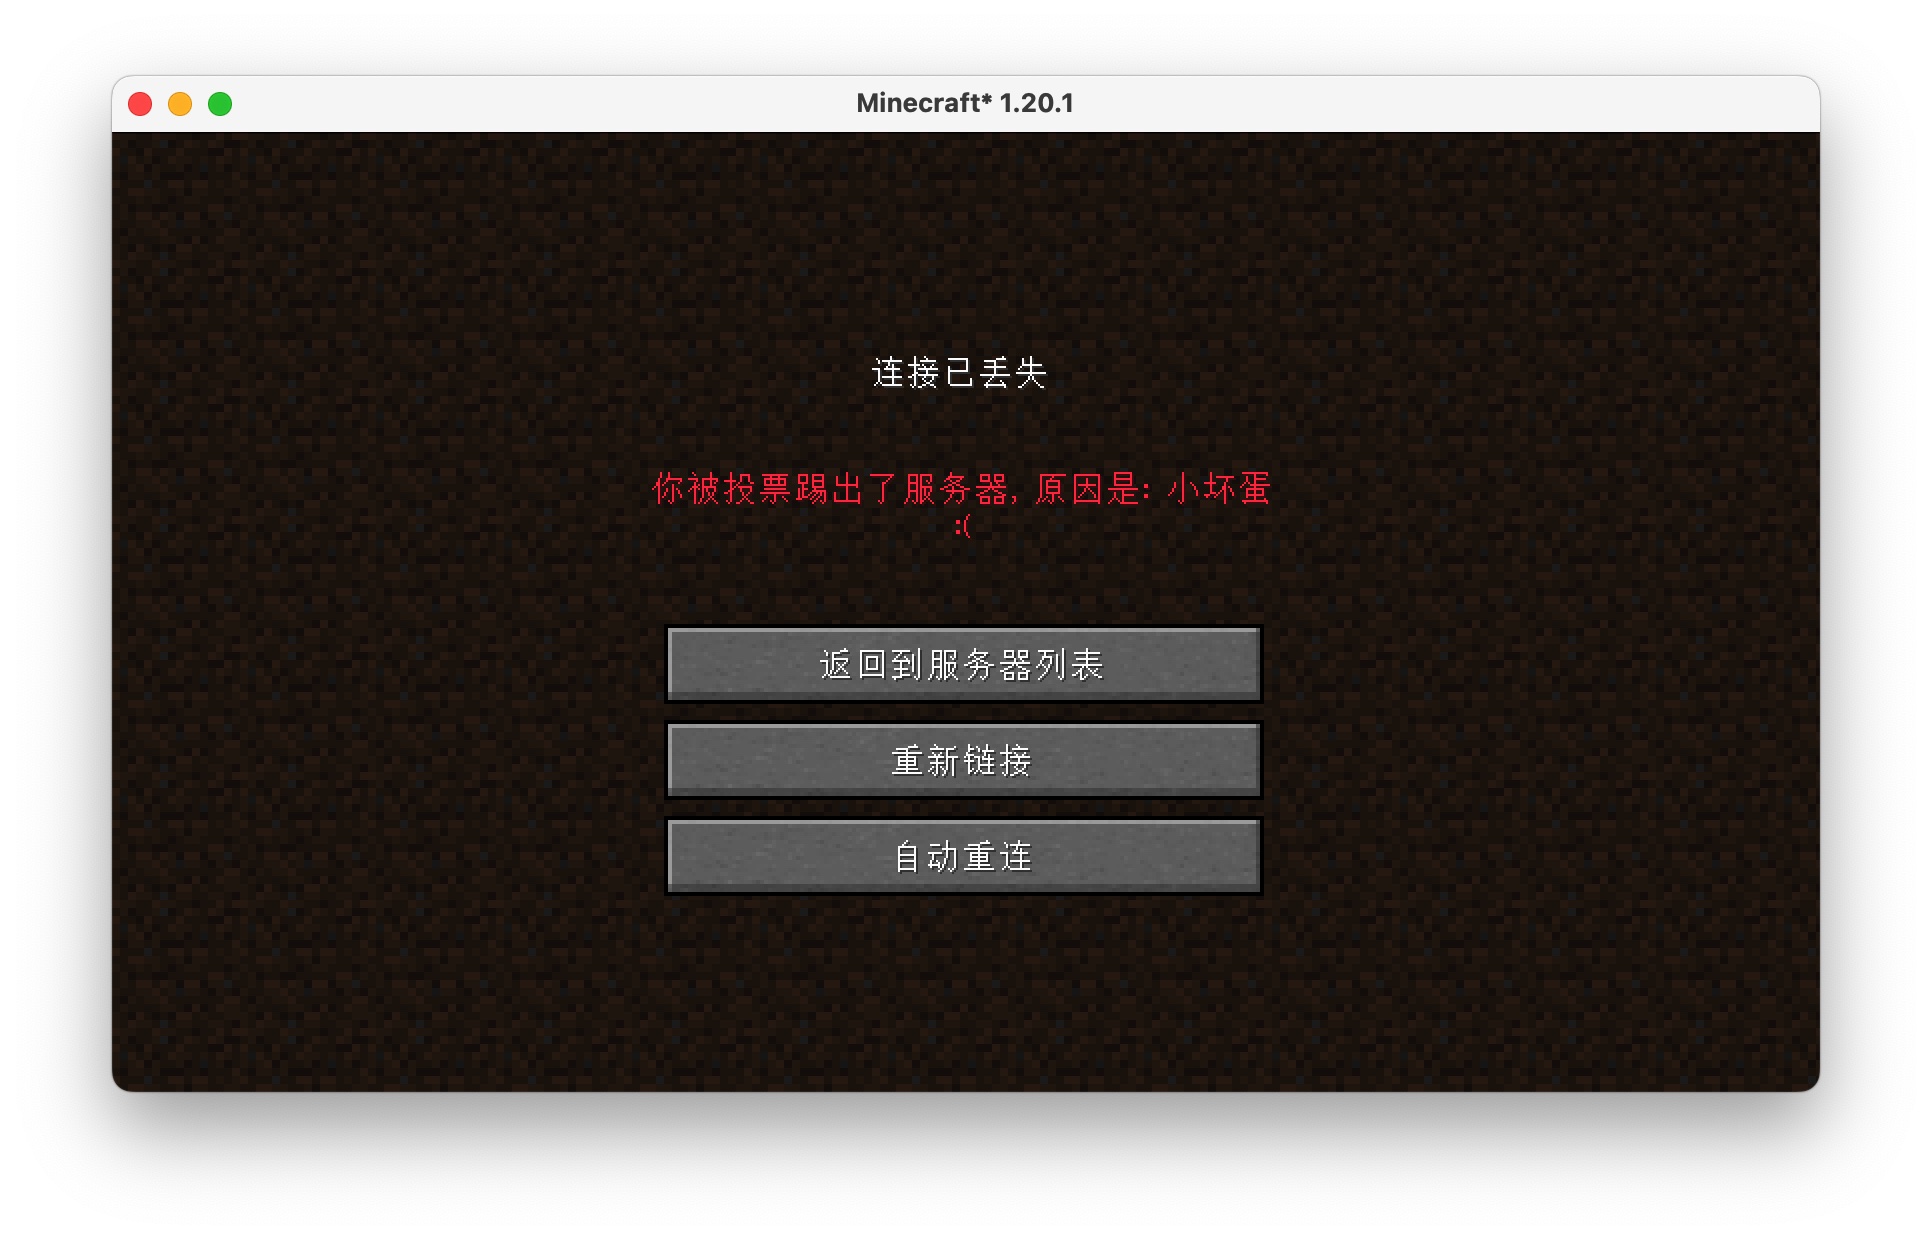 Minecraft* 1.20.1
连接已丢失
你被投票踢出了服务器, 原因是: 小坏蛋
:(
返回到服务器列表
重新链接
自动重连